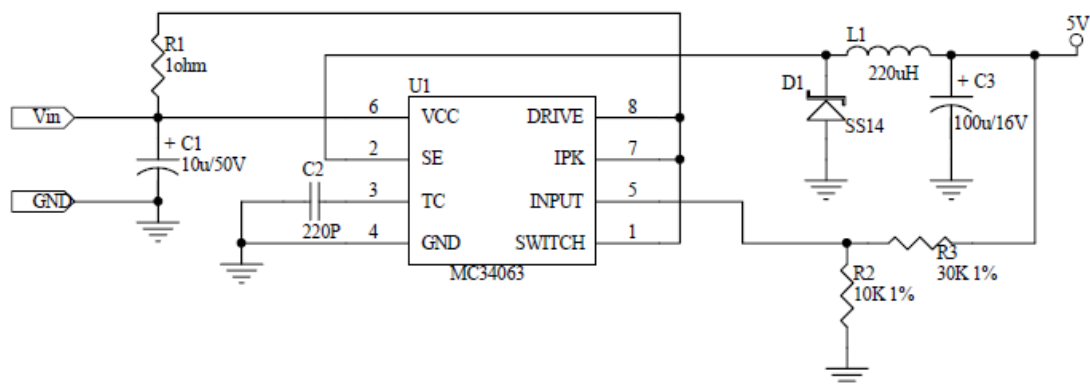 R1
1ohm
Vin
+ C1
10u/50V
GND
C2
220P
U1
6 VCC DRIVE 8
2 SE IPK 7
3 TC INPUT 5
4 GND SWITCH 1
MC34063
L1
220uH
5V
D1
SS14
+ C3
100u/16V
R3
30K 1%
R2
10K 1%